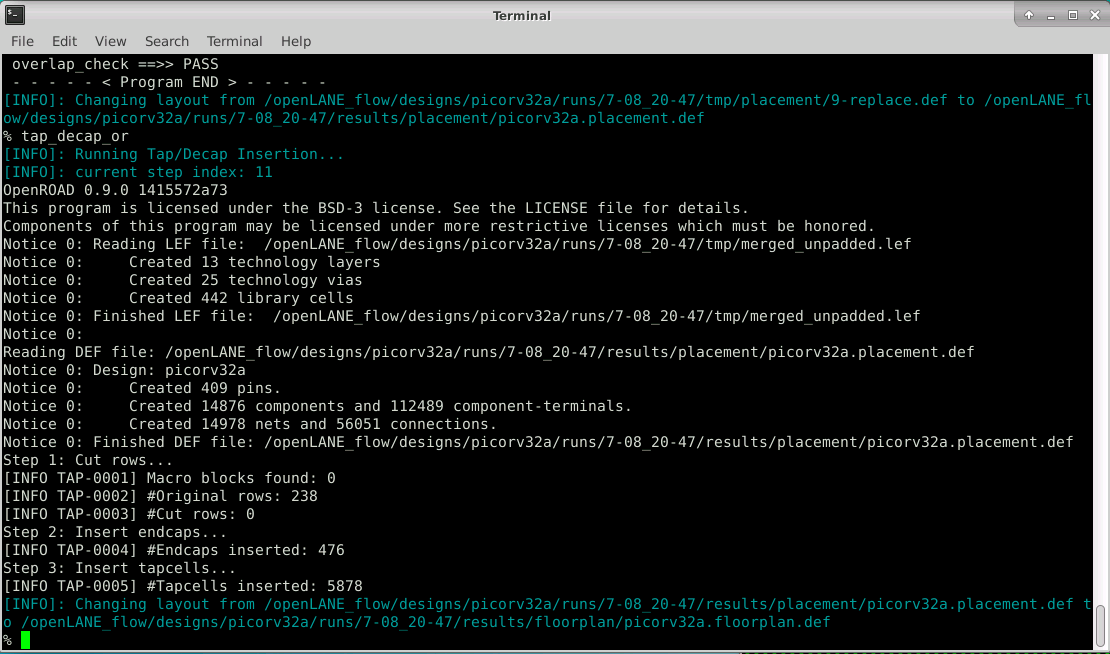 Terminal
File Edit View Search Terminal Help
overlap_check ==>> PASS
- - - - - < Program END > - - - - -
[INFO]: Changing layout from /openLANE_flow/designs/picorv32a/runs/7-08_20-47/tmp/placement/9-replace.def to /openLANE_fl
ow/designs/picorv32a/runs/7-08_20-47/results/placement/picorv32a.placement.def
% tap_decap_or
[INFO]: Running Tap/Decap Insertion...
[INFO]: current step index: 11
OpenROAD 0.9.0 1415572a73
This program is licensed under the BSD-3 license. See the LICENSE file for details.
Components of this program may be licensed under more restrictive licenses which must be honored.
Notice 0: Reading LEF file:  /openLANE_flow/designs/picorv32a/runs/7-08_20-47/tmp/merged_unpadded.lef
Notice 0:     Created 13 technology layers
Notice 0:     Created 25 technology vias
Notice 0:     Created 442 library cells
Notice 0: Finished LEF file:  /openLANE_flow/designs/picorv32a/runs/7-08_20-47/tmp/merged_unpadded.lef
Notice 0:
Reading DEF file: /openLANE_flow/designs/picorv32a/runs/7-08_20-47/results/placement/picorv32a.placement.def
Notice 0: Design: picorv32a
Notice 0:     Created 409 pins.
Notice 0:     Created 14876 components and 112489 component-terminals.
Notice 0:     Created 14978 nets and 56051 connections.
Notice 0: Finished DEF file: /openLANE_flow/designs/picorv32a/runs/7-08_20-47/results/placement/picorv32a.placement.def
Step 1: Cut rows...
[INFO TAP-0001] Macro blocks found: 0
[INFO TAP-0002] #Original rows: 238
[INFO TAP-0003] #Cut rows: 0
Step 2: Insert endcaps...
[INFO TAP-0004] #Endcaps inserted: 476
Step 3: Insert tapcells...
[INFO TAP-0005] #Tapcells inserted: 5878
[INFO]: Changing layout from /openLANE_flow/designs/picorv32a/runs/7-08_20-47/results/placement/picorv32a.placement.def t
o /openLANE_flow/designs/picorv32a/runs/7-08_20-47/results/floorplan/picorv32a.floorplan.def
%